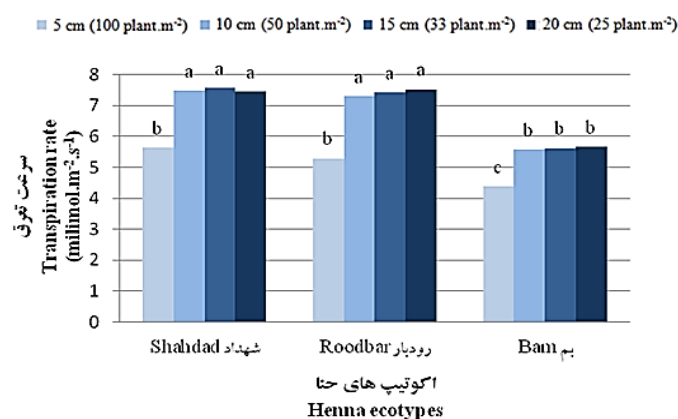 5 cm (100 plant.m-2) 10 cm (50 plant.m-2) 15 cm (33 plant.m-2) 20 cm (25 plant.m-2)
سرعت تعرق
Transpiration rate
(milimol.m-2.s-1)
8
7
6
5
4
3
2
1
0
b a a a
b a a a
c b b b
Shahdad شهداد Roodbar رودبار Bam بم
اکوتیپ های حنا
Henna ecotypes